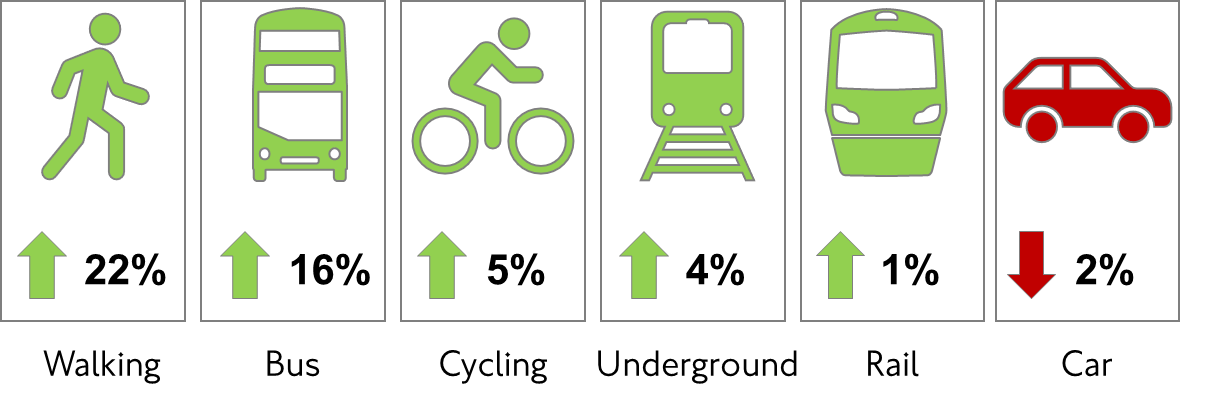 22% 16% 5% 4% 1% 2%
Walking Bus Cycling Underground Rail Car